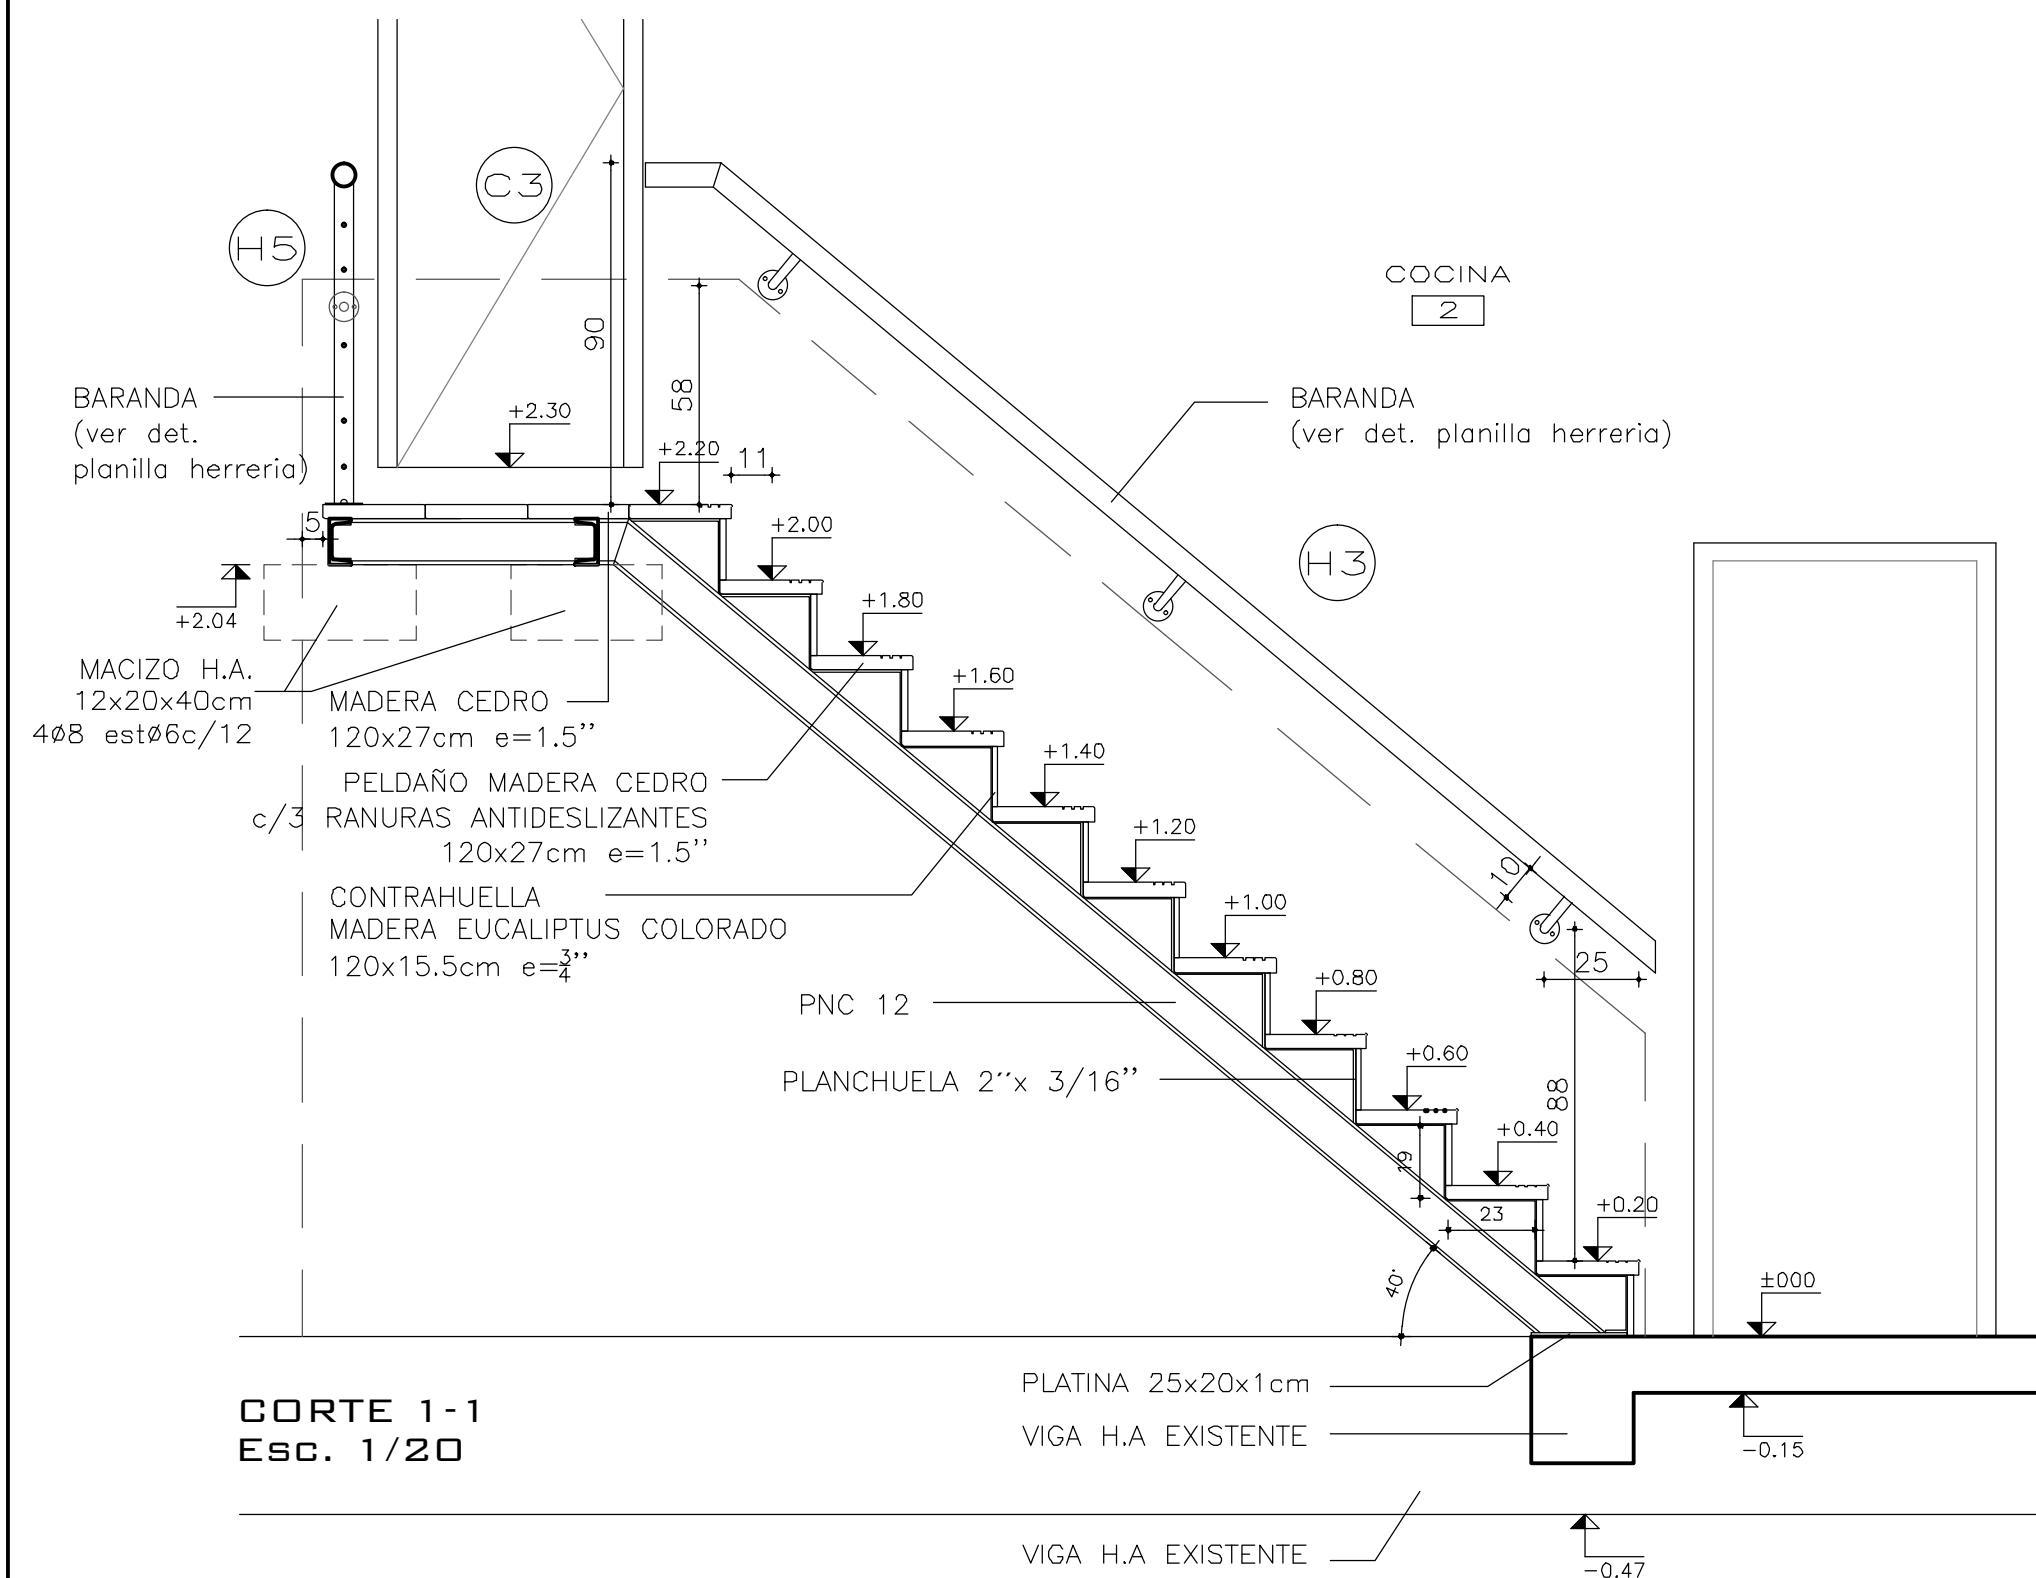 C3
H5
COCINA
2
90
58
BARANDA
(ver det.
planilla herreria)
BARANDA
(ver det. planilla herreria)
+2.30
+2.20
11
5
+2.00
H3
+2.04
+1.80
MACIZO H.A.
12x20x40cm
4ø8 estø6c/12
+1.60
MADERA CEDRO
120x27cm e=1.5’’
+1.40
PELDAÑO MADERA CEDRO
c/3 RANURAS ANTIDESLIZANTES
120x27cm e=1.5’’
+1.20
10
CONTRAHUELLA
MADERA EUCALIPTUS COLORADO
120x15.5cm e=3/4’’
+1.00
25
+0.80
PNC 12
+0.60
PLANCHUELA 2’’x 3/16’’
88
+0.40
19
+0.20
23
40°
±000
PLATINA 25x20x1cm
CORTE 1-1
Esc. 1/20
VIGA H.A EXISTENTE
-0.15
VIGA H.A EXISTENTE
-0.47